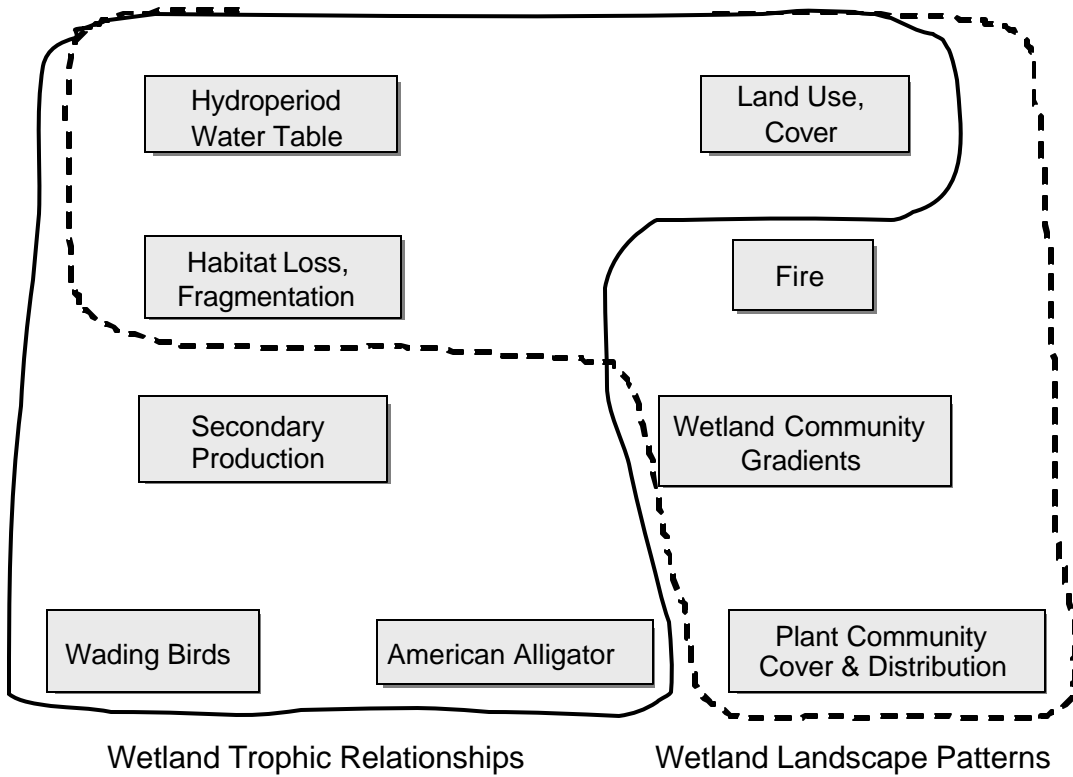 Hydroperiod
Water Table
Land Use,
Cover
Habitat Loss,
Fragmentation
Fire
Secondary
Production
Wetland Community
Gradients
Wading Birds
American Alligator
Plant Community
Cover & Distribution
Wetland Trophic Relationships
Wetland Landscape Patterns